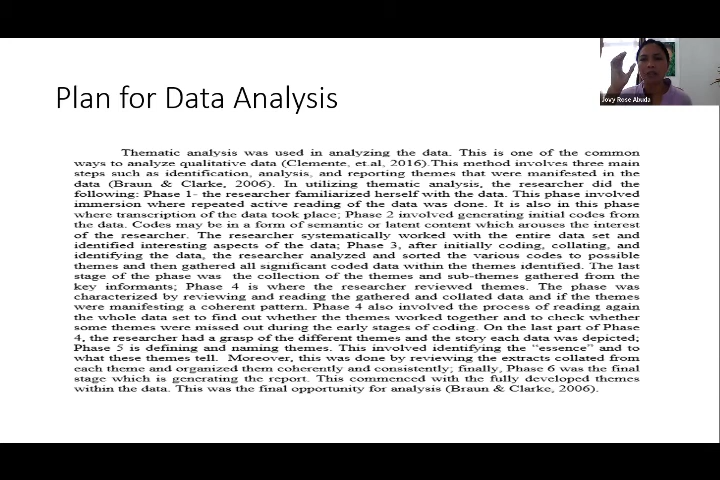 Jovy Rose Abuda
Plan for Data Analysis
Thematic analysis was used in analyzing the data. This is one of the common
ways to analyze qualitative data (Clemente, et.al, 2016).This method involves three main
steps such as identification, analysis, and reporting themes that were manifested in the
data (Braun & Clarke, 2006). In utilizing thematic analysis, the researcher did the
following: Phase 1- the researcher familiarized herself with the data. This phase involved
immersion where repeated active reading of the data was done. It is also in this phase
where transcription of the data took place; Phase 2 involved generating initial codes from
the data. Codes may be in a form of semantic or latent content which arouses the interest
of the researcher. The researcher systematically worked with the entire data set and
identified interesting aspects of the data; Phase 3, after initially coding, collating, and
identifying the data, the researcher analyzed and sorted the various codes to possible
themes and then gathered all significant coded data within the themes identified. The last
stage of the phase was the collection of the themes and sub-themes gathered from the
key informants; Phase 4 is where the researcher reviewed themes. The phase was
characterized by reviewing and reading the gathered and collated data and if the themes
were manifesting a coherent pattern. Phase 4 also involved the process of reading again
the whole data set to find out whether the themes worked together and to check whether
some themes were missed out during the early stages of coding. On the last part of Phase
4, the researcher had a grasp of the different themes and the story each data was depicted;
Phase 5 is defining and naming themes. This involved identifying the "essence" and to
what these themes tell. Moreover, this was done by reviewing the extracts collated from
each theme and organized them coherently and consistently; finally, Phase 6 was the final
stage which is generating the report. This commenced with the fully developed themes
within the data. This was the final opportunity for analysis (Braun & Clarke, 2006).